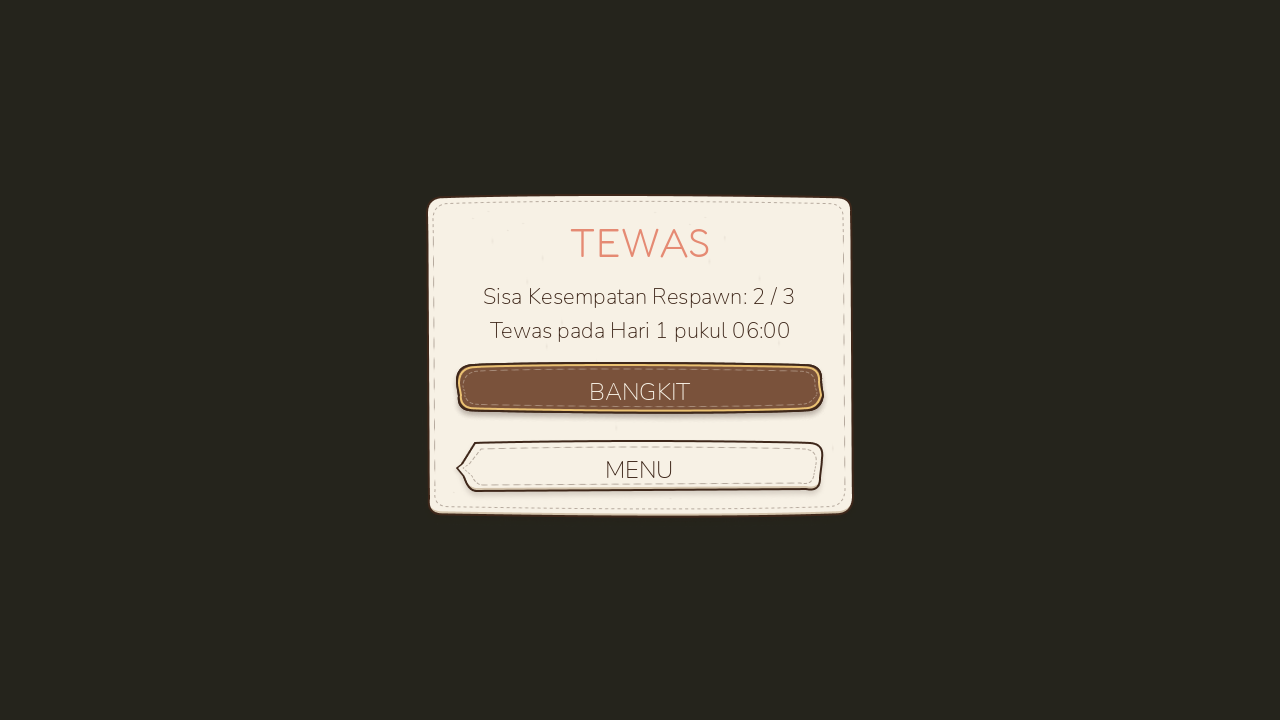 TEWAS
Sisa Kesempatan Respawn: 2 / 3
Tewas pada Hari 1 pukul 06:00
BANGKIT
MENU